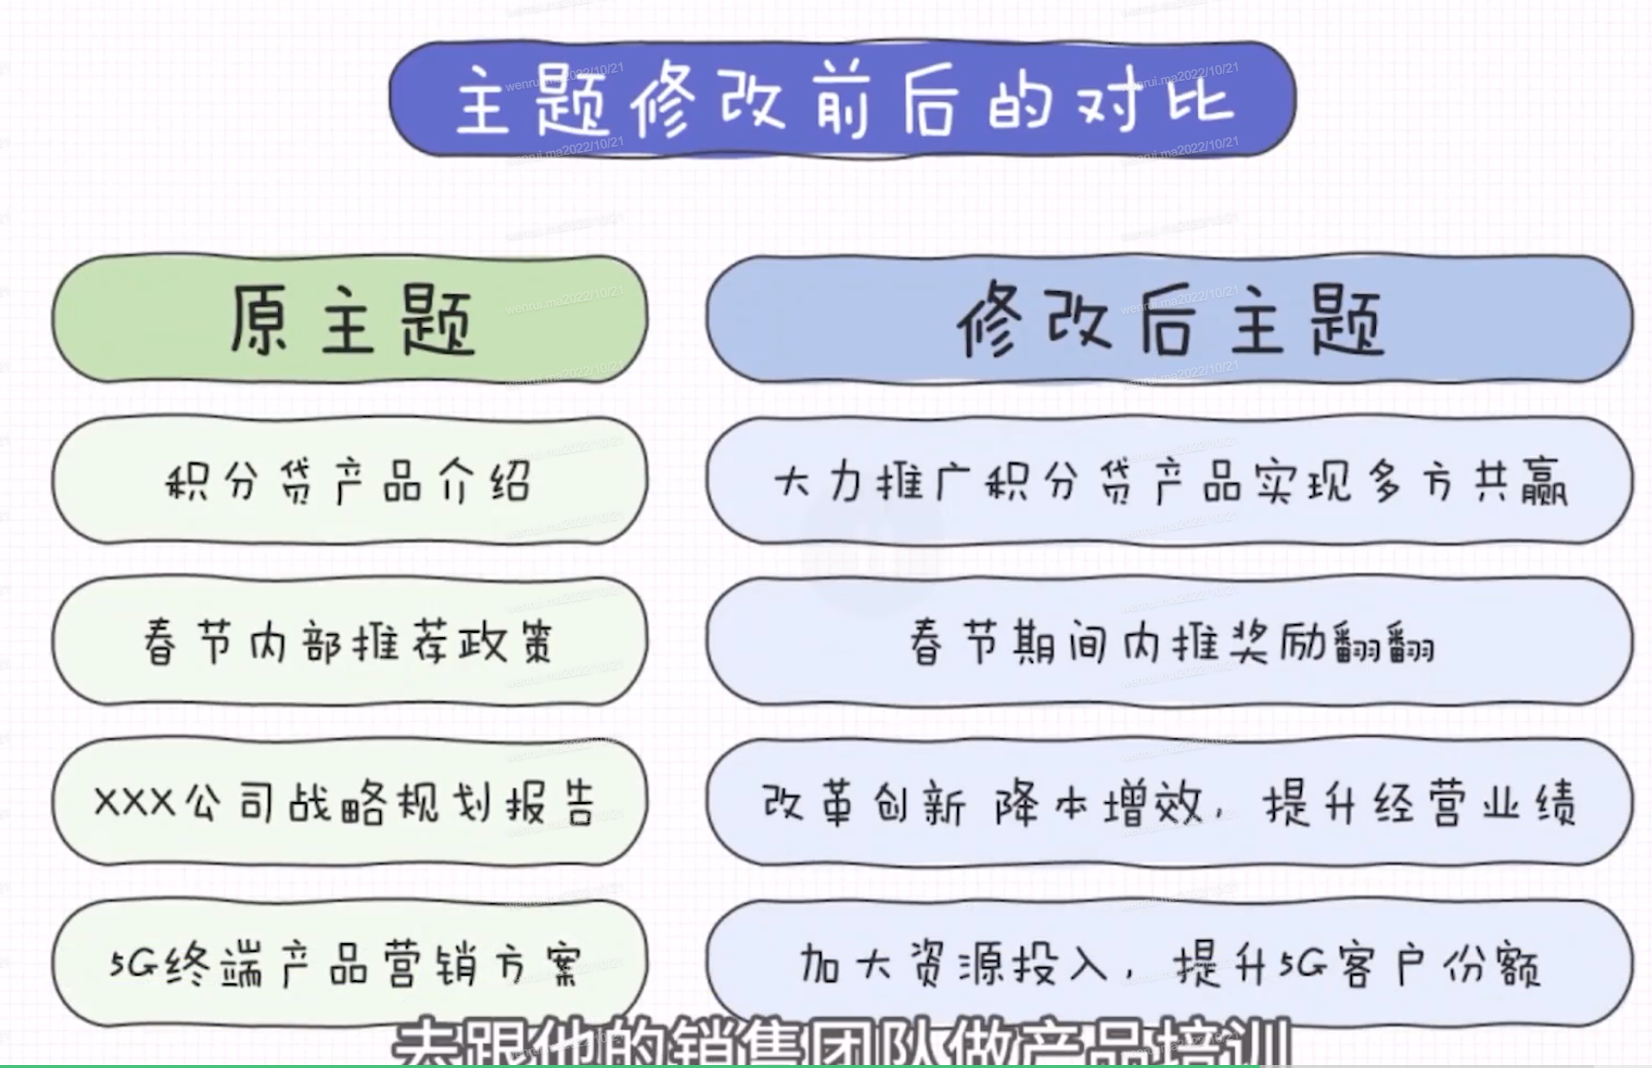 主题修改前后的对比
原主题
修改后主题
积分贷产品介绍
大力推广积分贷产品实现多方共赢
春节内部推荐政策
春节期间内推奖励翻翻
XXX公司战略规划报告
改革创新 降本增效，提升经营业绩
5G终端产品营销方案
加大资源投入，提升5G客户份额
去跟他的销售团队做产品培训
wenrui.ma2022/10/21